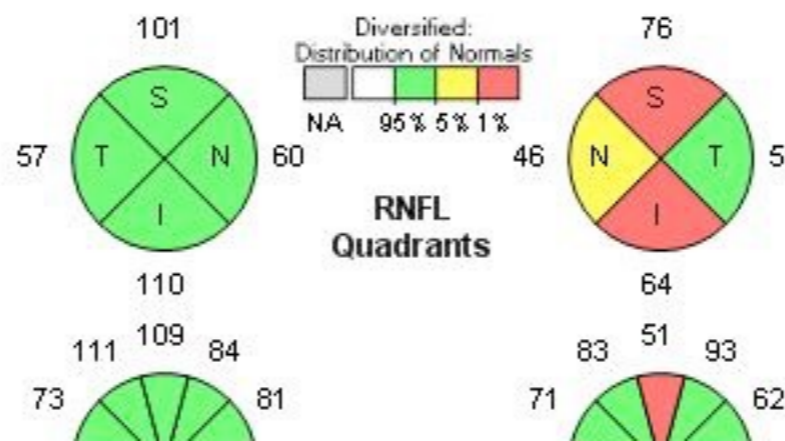 101
Diversified:
Distribution of Normals
76
S
S
NA 95% 5% 1%
57 T N 60
46 N T 5
RNFL
Quadrants
I
I
110
64
111 109 84
83 51 93
73 81
71 62